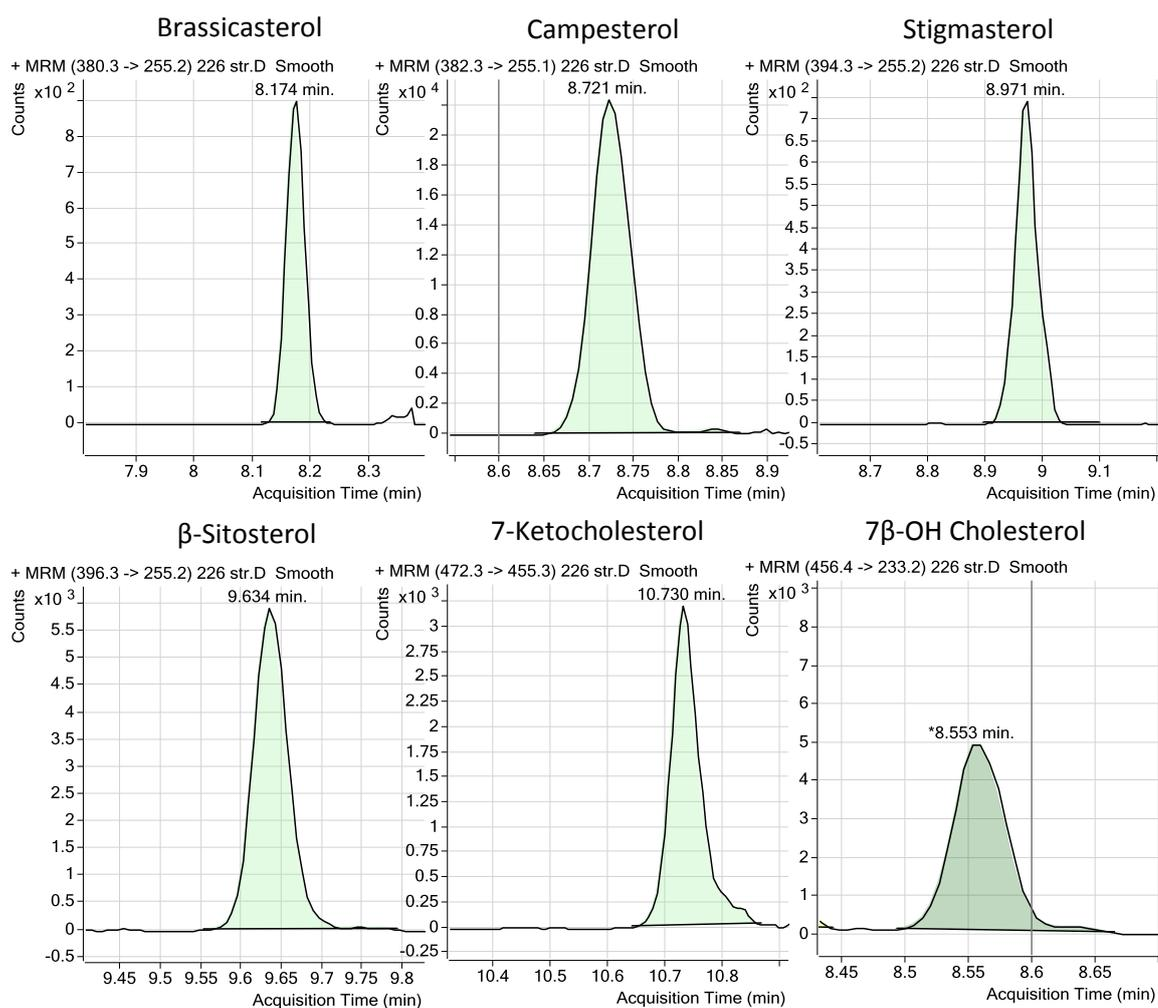 Brassicasterol
+ MRM (380.3 -> 255.2) 226 str.D Smooth
Counts
x10 2
8.174 min.
8
7
6
5
4
3
2
1
0
7.9 8 8.1 8.2 8.3
Acquisition Time (min)
Campesterol
+ MRM (382.3 -> 255.1) 226 str.D Smooth
Counts
x10 4
8.721 min.
2
1.8
1.6
1.4
1.2
1
0.8
0.6
0.4
0.2
0
8.6 8.65 8.7 8.75 8.8 8.85 8.9
Acquisition Time (min)
Stigmasterol
+ MRM (394.3 -> 255.2) 226 str.D Smooth
Counts
x10 2
8.971 min.
7
6.5
6
5.5
5
4.5
4
3.5
3
2.5
2
1.5
1
0.5
0
-0.5
8.7 8.8 8.9 9 9.1
Acquisition Time (min)
β-Sitosterol
+ MRM (396.3 -> 255.2) 226 str.D Smooth
Counts
x10 3
9.634 min.
5.5
5
4.5
4
3.5
3
2.5
2
1.5
1
0.5
0
-0.5
9.45 9.5 9.55 9.6 9.65 9.7 9.75 9.8
Acquisition Time (min)
7-Ketocholesterol
+ MRM (472.3 -> 455.3) 226 str.D Smooth
Counts
x10 3
10.730 min.
3
2.75
2.5
2.25
2
1.75
1.5
1.25
1
0.75
0.5
0.25
0
-0.25
10.4 10.5 10.6 10.7 10.8
Acquisition Time (min)
7β-OH Cholesterol
+ MRM (456.4 -> 233.2) 226 str.D Smooth
Counts
x10 3
*8.553 min.
8
7
6
5
4
3
2
1
0
8.45 8.5 8.55 8.6 8.65
Acquisition Time (min)